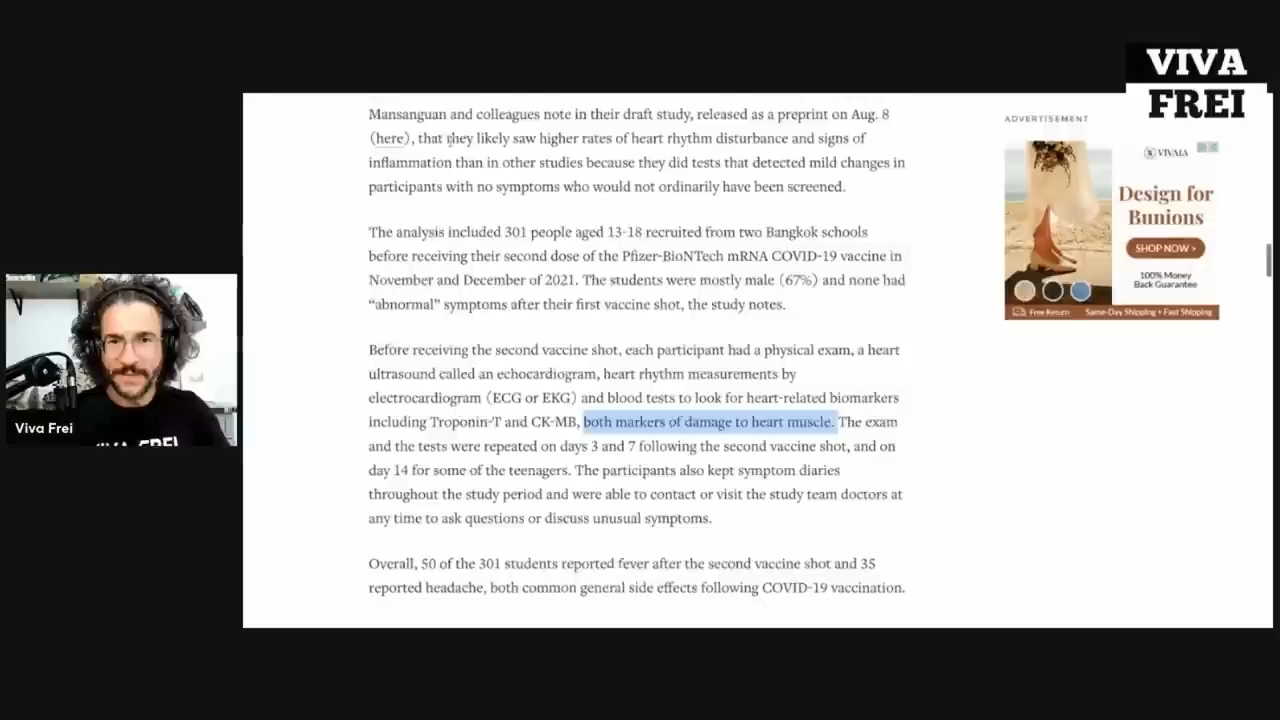 VIVA
FREI
Mansanguan and colleagues note in their draft study, released as a preprint on Aug. 8
(here), that they likely saw higher rates of heart rhythm disturbance and signs of
inflammation than in other studies because they did tests that detected mild changes in
participants with no symptoms who would not ordinarily have been screened.
The analysis included 301 people aged 13-18 recruited from two Bangkok schools
before receiving their second dose of the Pfizer-BioNTech mRNA COVID-19 vaccine in
November and December of 2021. The students were mostly male (67%) and none had
“abnormal” symptoms after their first vaccine shot, the study notes.
Before receiving the second vaccine shot, each participant had a physical exam, a heart
ultrasound called an echocardiogram, heart rhythm measurements by
electrocardiogram (ECG or EKG) and blood tests to look for heart-related biomarkers
including Troponin-T and CK-MB, both markers of damage to heart muscle. The exam
and the tests were repeated on days 3 and 7 following the second vaccine shot, and on
day 14 for some of the teenagers. The participants also kept symptom diaries
throughout the study period and were able to contact or visit the study team doctors at
any time to ask questions or discuss unusual symptoms.
Overall, 50 of the 301 students reported fever after the second vaccine shot and 35
reported headache, both common general side effects following COVID-19 vaccination.
ADVERTISEMENT
VIVAIA
Design for
Bunions
SHOP NOW >
100% Money
Back Guarantee
Free Return
Same-Day Shipping + Fast Shipping
Viva Frei